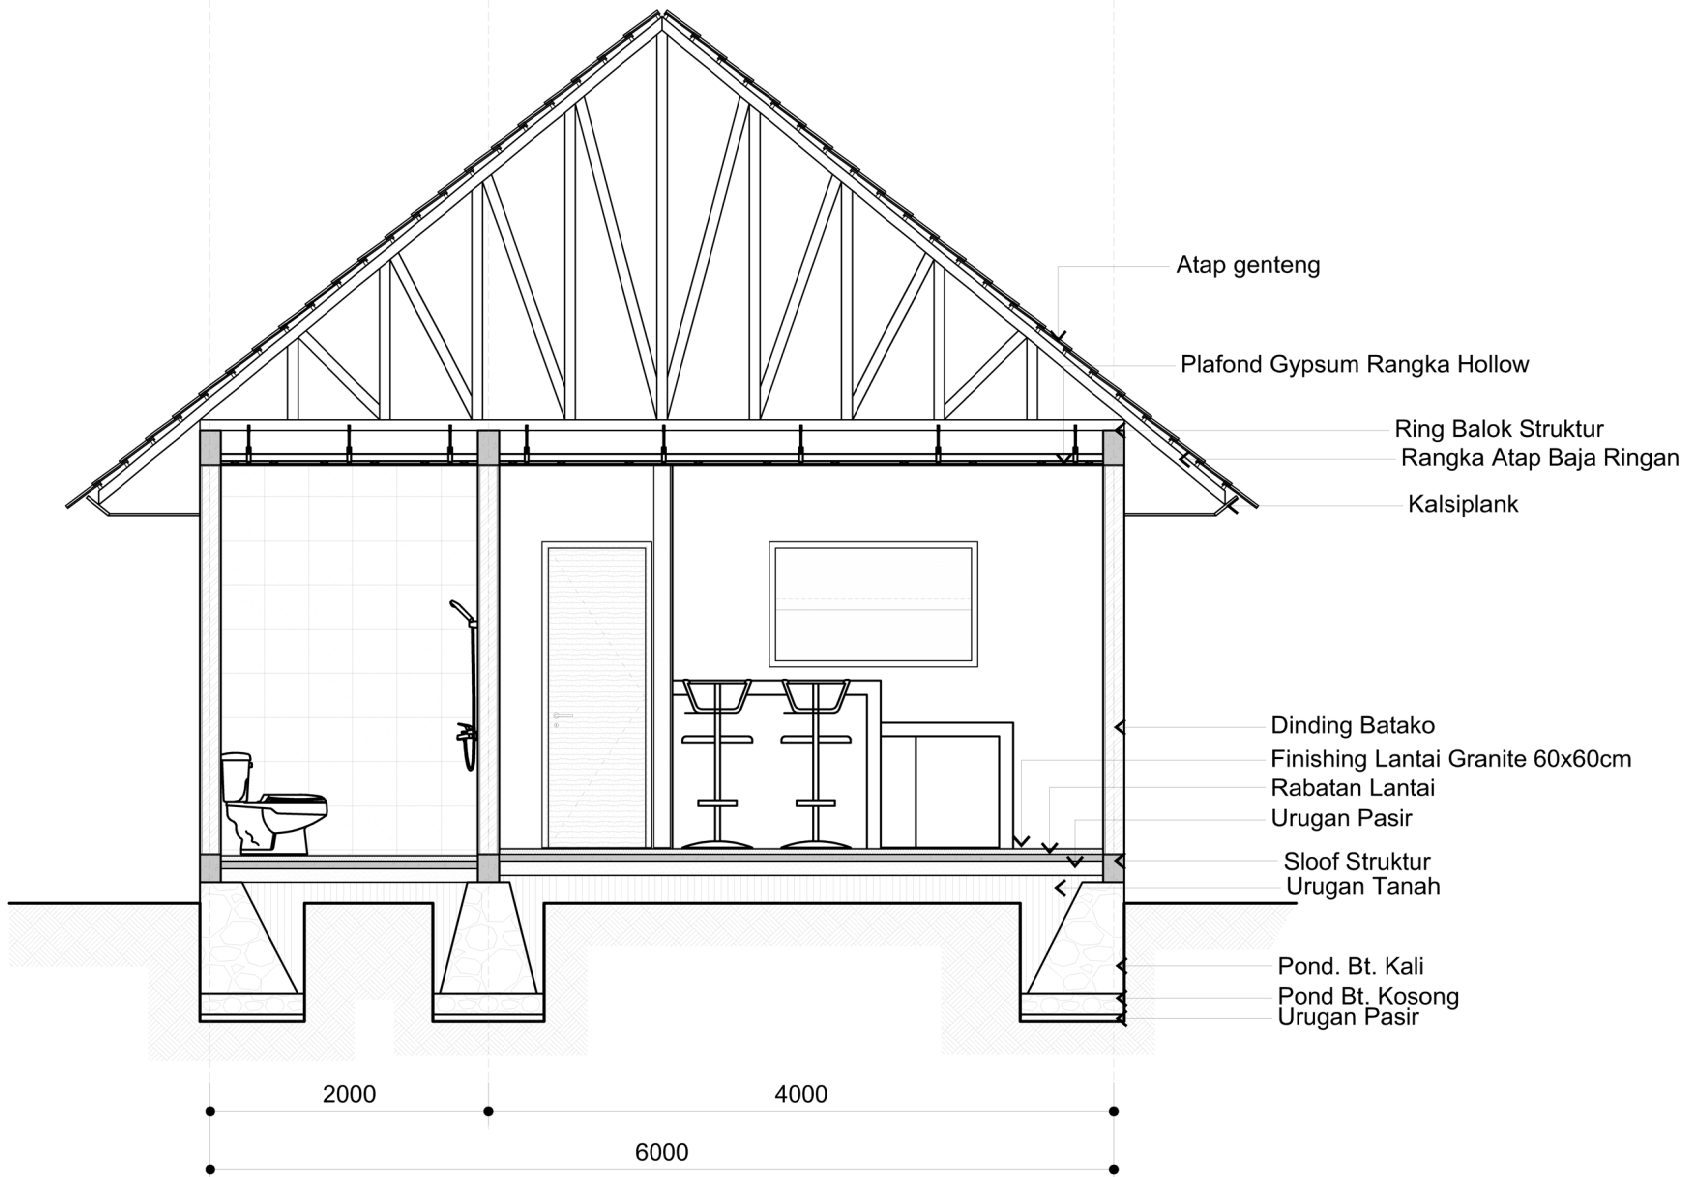 Atap genteng
Plafond Gypsum Rangka Hollow
Ring Balok Struktur
Rangka Atap Baja Ringan
Kalsiplank
Dinding Batako
Finishing Lantai Granite 60x60cm
Rabatan Lantai
Urugan Pasir
Sloof Struktur
Urugan Tanah
Pond. Bt. Kali
Pond Bt. Kosong
Urugan Pasir
2000
4000
6000